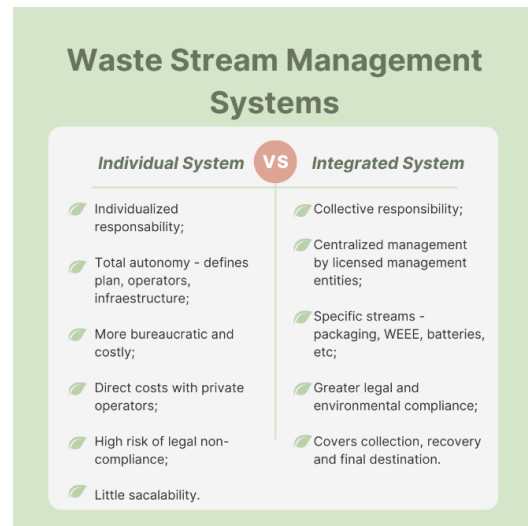 Waste Stream Management
Systems
Individual System
VS
Integrated System
Individualized
responsability;
Total autonomy - defines
plan, operators,
infraestructure;
More bureaucratic and
costly;
Direct costs with private
operators;
High risk of legal non-
compliance;
Little sacalability.
Collective responsibility;
Centralized management
by licensed management
entities;
Specific streams -
packaging, WEEE, batteries,
etc;
Greater legal and
environmental compliance;
Covers collection, recovery
and final destination.